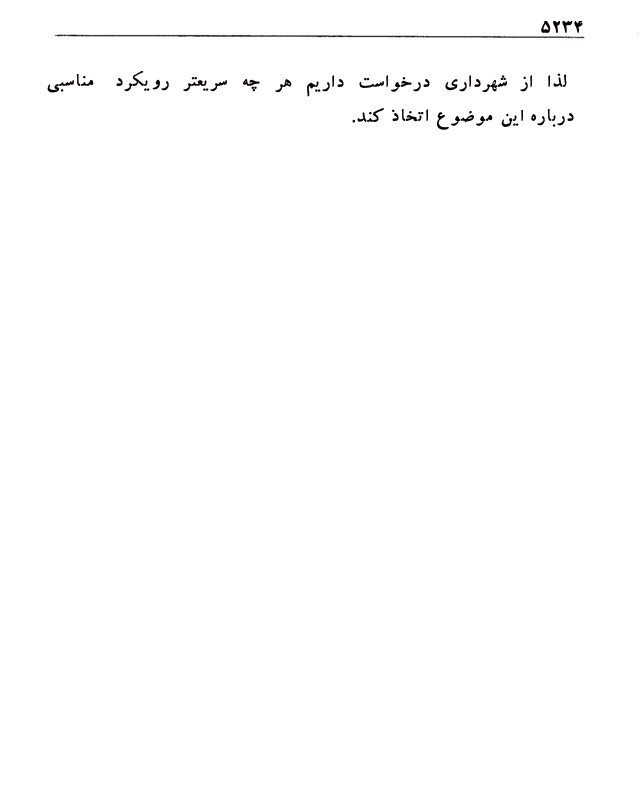 ۵۲۳۴
لذا از شهرداری درخواست داریم هر چه سریعتر رویکرد مناسبی
درباره این موضوع اتخاذ کند.